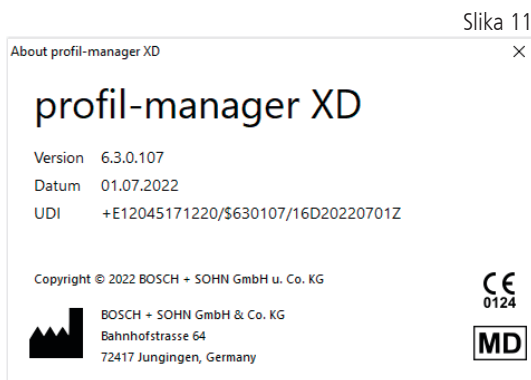 Slika 11
About profil-manager XD
profil-manager XD
Version 6.3.0.107
Datum 01.07.2022
UDI +E12045171220/$630107/16D20220701Z
Copyright © 2022 BOSCH + SOHN GmbH u. Co. KG
CE
0124
BOSCH + SOHN GmbH & Co. KG
Bahnhofstrasse 64
72417 Jungingen, Germany
MD